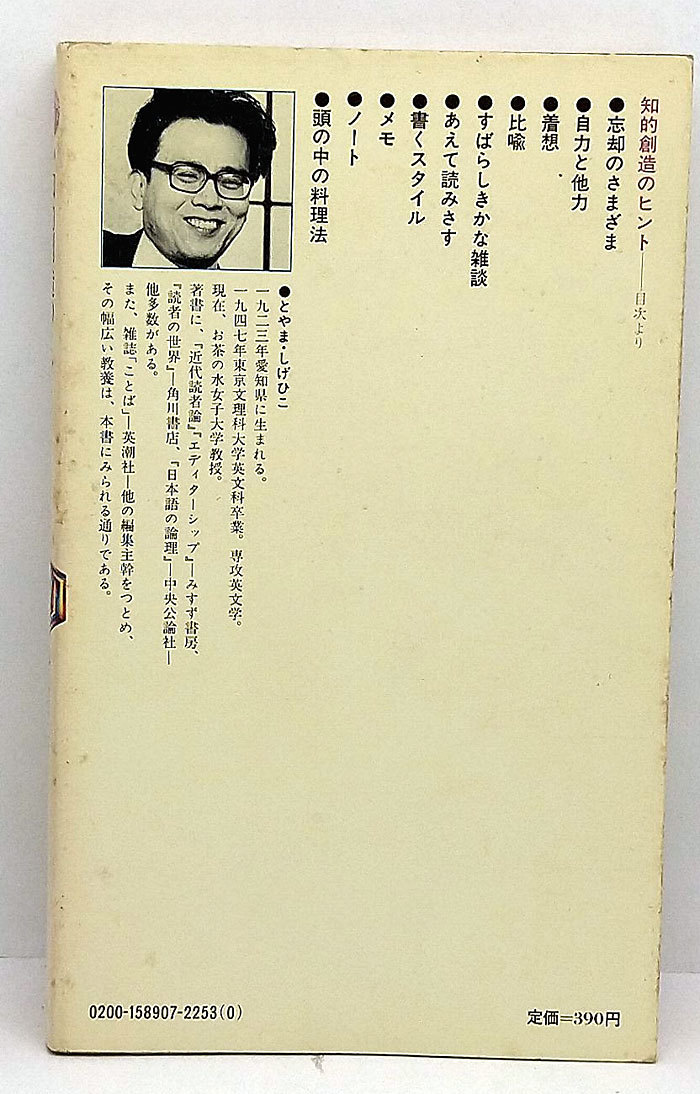 知的創造のヒント——目次より
●忘却のさまざま
●自力と他力
●着想
●比喩
●すばらしきかな雑談
●あえて読みさす
●書くスタイル
●メモ
●ノート
●頭の中の料理法
●とやま・しげひこ
一九二三年愛知県に生まれる。
一九四七年東京文理科大学英文科卒業。専攻英文学。
現在、お茶の水女子大学教授。
著書に、『近代読者論』『エディターシップ』—みすず書房、
『読者の世界』—角川書店、『日本語の論理』—中央公論社—
他多数がある。
また、雑誌「ことば」—英潮社—他の編集主幹をつとめ、
その幅広い教養は、本書にみられる通りである。
0200-158907-2253(0)
定価=390円